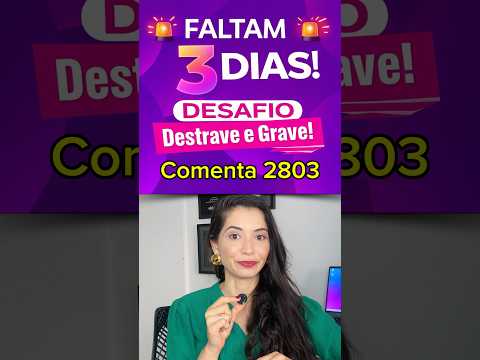 🚨 FALTAM 🚨
3 DIAS!
DESAFIO
Destrave e Grave!
Comenta 2803